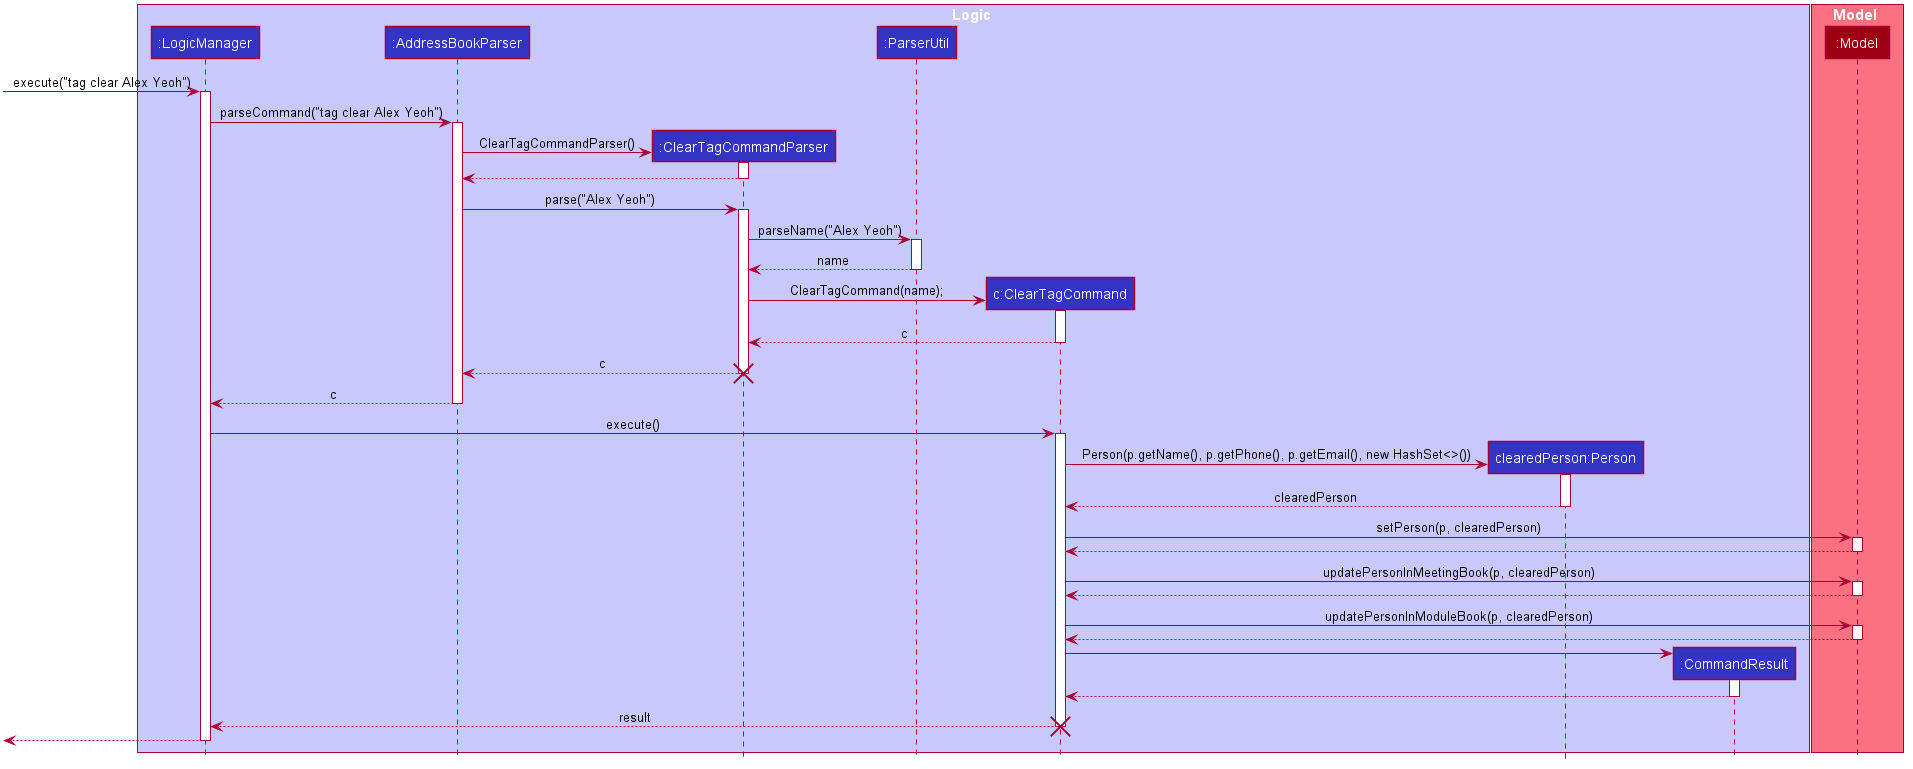 Logic
Model
:LogicManager
:AddressBookParser
:ParserUtil
:Model
execute("tag clear Alex Yeoh")
parseCommand("tag clear Alex Yeoh")
ClearTagCommandParser()
:ClearTagCommandParser
parse("Alex Yeoh")
parseName("Alex Yeoh")
name
ClearTagCommand(name);
c:ClearTagCommand
c
c
c
execute()
Person(p.getName(), p.getPhone(), p.getEmail(), new HashSet<>())
clearedPerson:Person
clearedPerson
setPerson(p, clearedPerson)
updatePersonInMeetingBook(p, clearedPerson)
updatePersonInModuleBook(p, clearedPerson)
:CommandResult
result